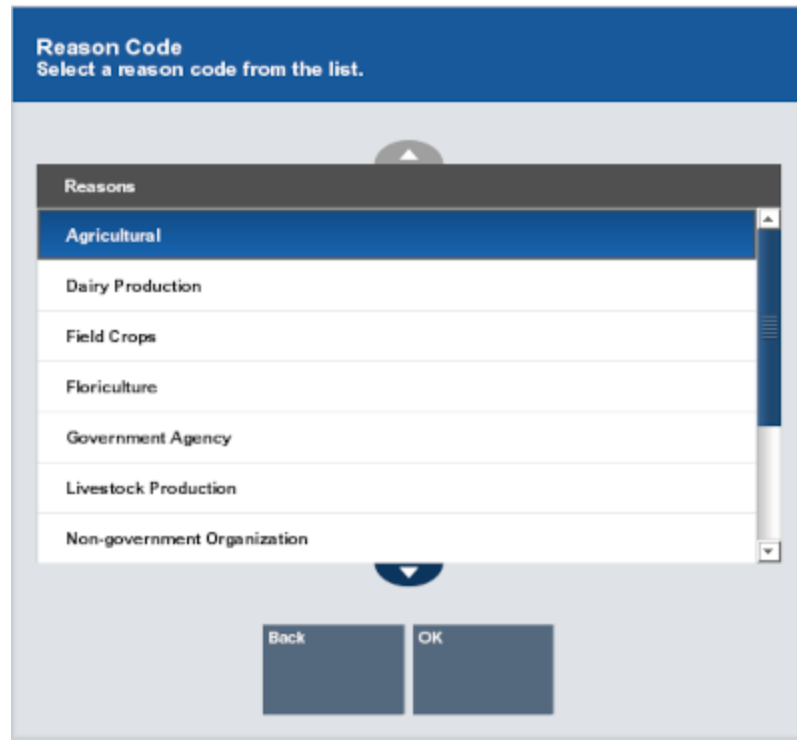 Reason Code
Select a reason code from the list.
Reasons
Agricultural
Dairy Production
Field Crops
Floriculture
Government Agency
Livestock Production
Non-government Organization
Back
OK